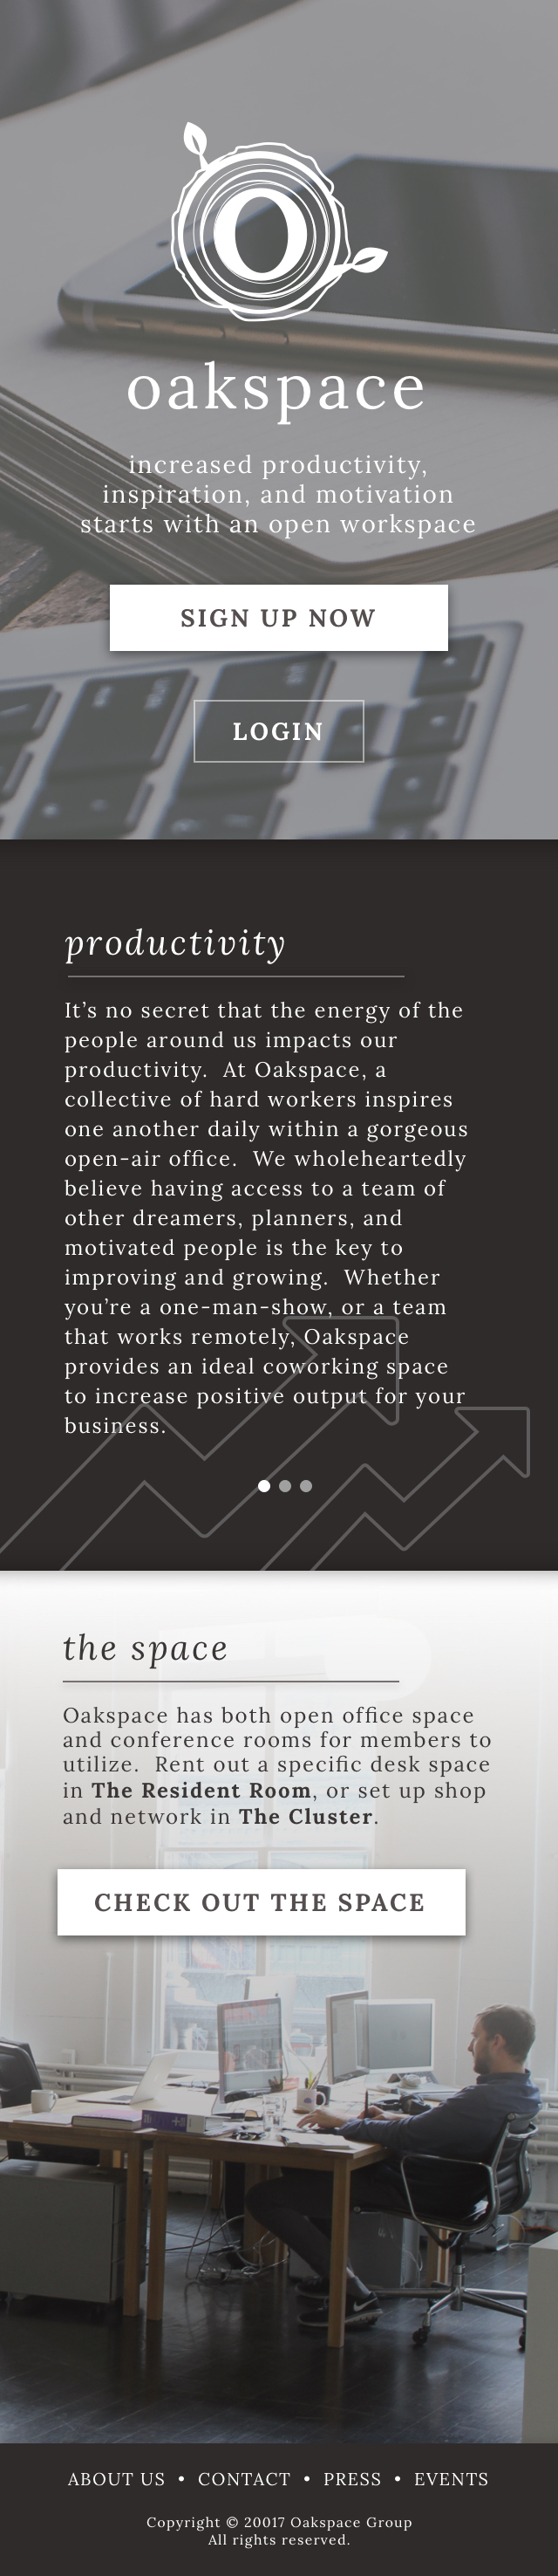 O
oakspace
increased productivity,
inspiration, and motivation
starts with an open workspace
SIGN UP NOW
LOGIN
productivity
It’s no secret that the energy of the
people around us impacts our
productivity.  At Oakspace, a
collective of hard workers inspires
one another daily within a gorgeous
open-air office.  We wholeheartedly
believe having access to a team of
other dreamers, planners, and
motivated people is the key to
improving and growing.  Whether
you’re a one-man-show, or a team
that works remotely, Oakspace
provides an ideal coworking space
to increase positive output for your
business.
the space
Oakspace has both open office space
and conference rooms for members to
utilize.  Rent out a specific desk space
in The Resident Room, or set up shop
and network in The Cluster.
CHECK OUT THE SPACE
ABOUT US • CONTACT • PRESS • EVENTS
Copyright © 20017 Oakspace Group
All rights reserved.